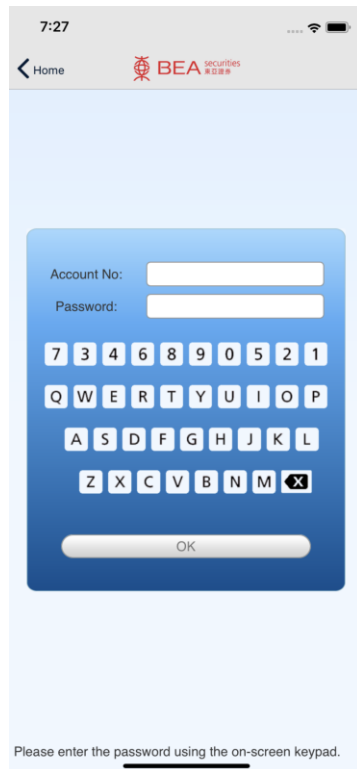 7:27
Home
BEA securities
東亞證券
Account No:
Password:
7 3 4 6 8 9 0 5 2 1
Q W E R T Y U I O P
A S D F G H J K L
Z X C V B N M X
OK
Please enter the password using the on-screen keypad.